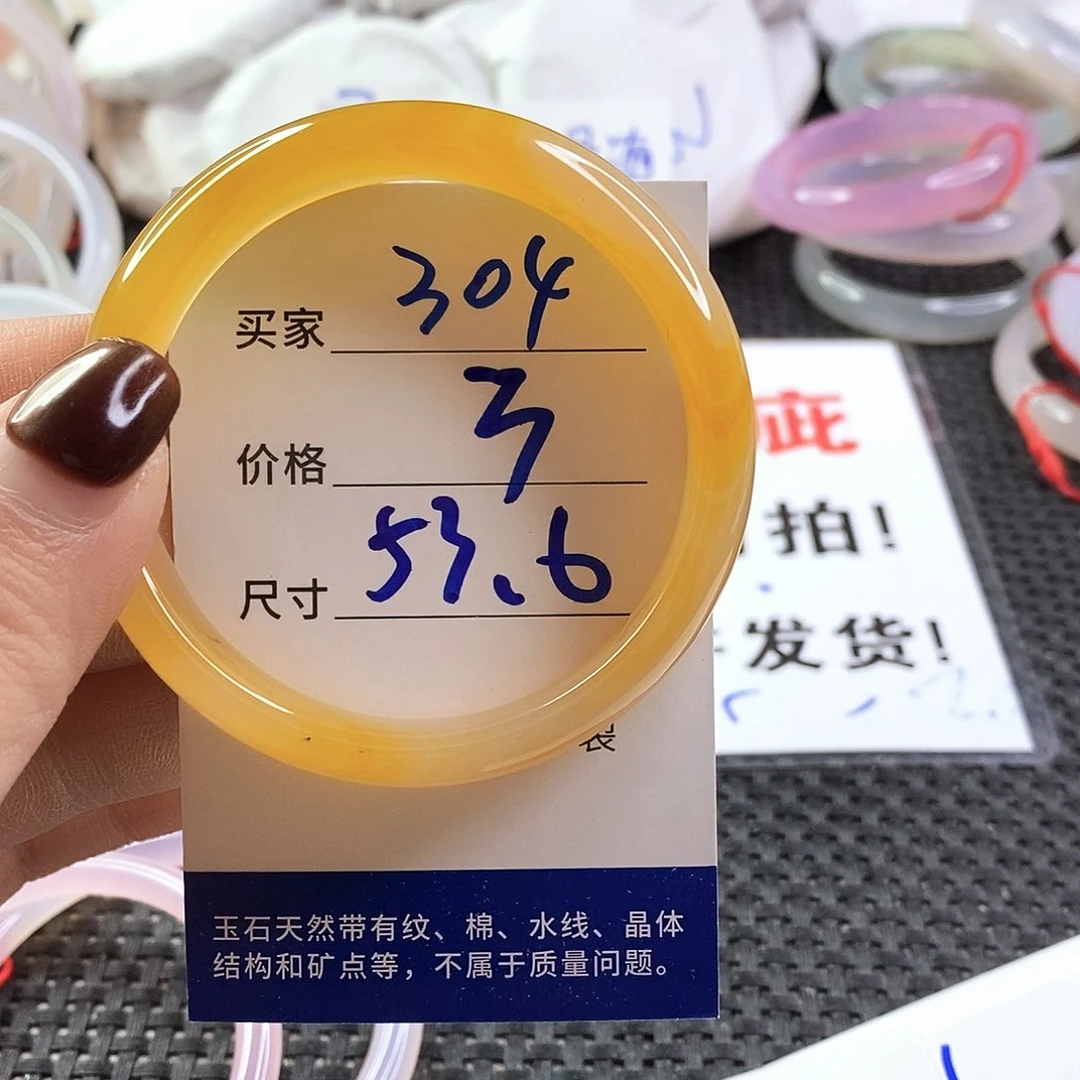 买家 304
价格 3
尺寸 53.6
裂
玉石天然带有纹、棉、水线、晶体
结构和矿点等，不属于质量问题。
疵
拍！
发货！